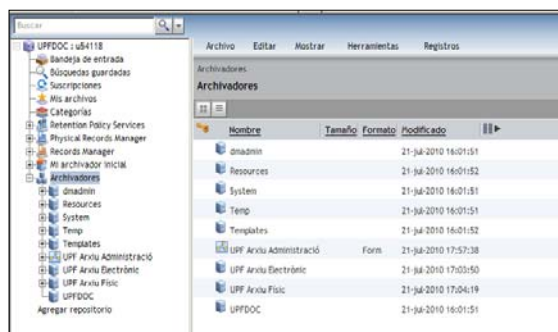 Buscar
UPFDOC : u54118
Bandeja de entrada
Búsquedas guardadas
Suscripciones
Mis archivos
Categorías
Retention Policy Services
Physical Records Manager
Records Manager
Mi archivador inicial
Archivadores
dmadmin
Resources
System
Temp
Templates
UPF Arxiu Administració
UPF Arxiu Electrònic
UPF Arxiu Físic
UPFDOC
Agregar repositorio
Archivo Editar Mostrar Herramientas Registros
Archivadores
Archivadores
Nombre Tamaño Formato Modificado
dmadmin 21-jul-2010 16:01:51
Resources 21-jul-2010 16:01:52
System 21-jul-2010 16:01:51
Temp 21-jul-2010 16:01:51
Templates 21-jul-2010 16:01:52
UPF Arxiu Administració Form 21-jul-2010 17:57:38
UPF Arxiu Electrònic 21-jul-2010 17:03:50
UPF Arxiu Físic 21-jul-2010 17:04:19
UPFDOC 21-jul-2010 16:01:51